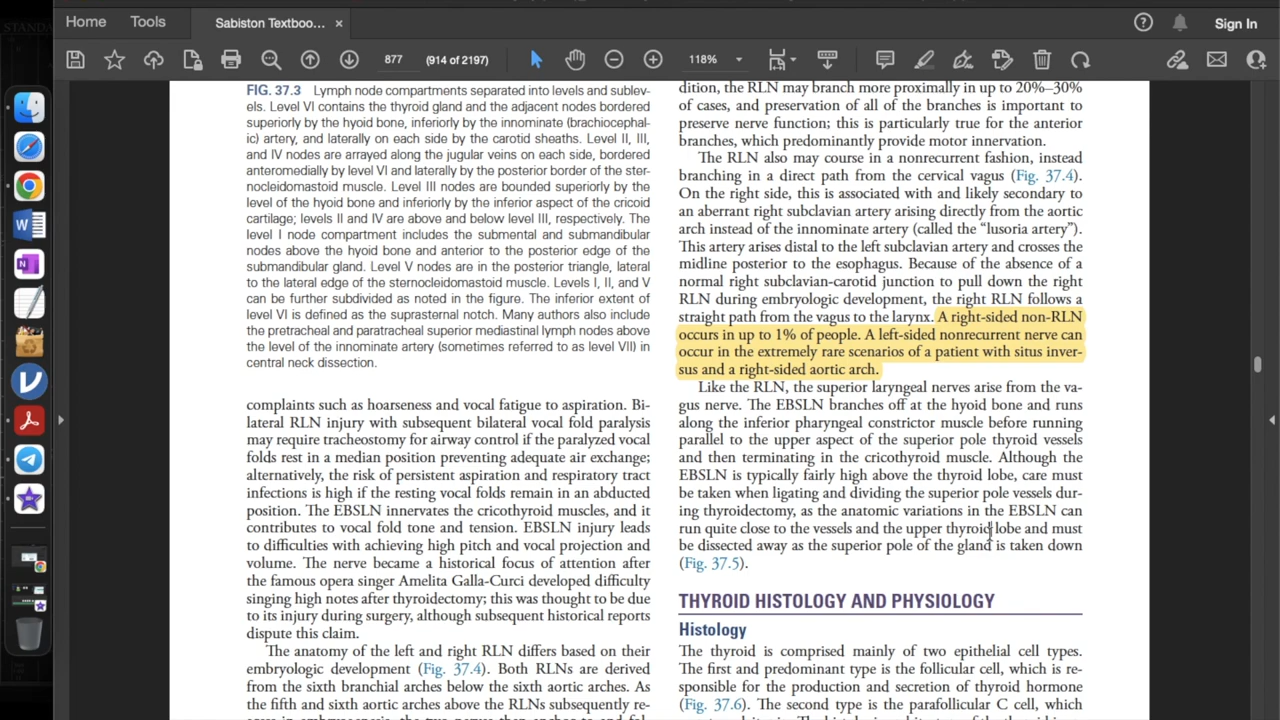 Home
Tools
Sabiston Textboo...
×
Sign In
877
(914 of 2197)
118%
FIG. 37.3 Lymph node compartments separated into levels and sublev-
els. Level VI contains the thyroid gland and the adjacent nodes bordered
superiorly by the hyoid bone, inferiorly by the innominate (brachiocephal-
ic) artery, and laterally on each side by the carotid sheaths. Level II, III,
and IV nodes are arrayed along the jugular veins on each side, bordered
anteromedially by level VI and laterally by the posterior border of the ster-
nocleidomastoid muscle. Level III nodes are bounded superiorly by the
level of the hyoid bone and inferiorly by the inferior aspect of the cricoid
cartilage; levels II and IV are above and below level III, respectively. The
level I node compartment includes the submental and submandibular
nodes above the hyoid bone and anterior to the posterior edge of the
submandibular gland. Level V nodes are in the posterior triangle, lateral
to the lateral edge of the sternocleidomastoid muscle. Levels I, II, and V
can be further subdivided as noted in the figure. The inferior extent of
level VI is defined as the suprasternal notch. Many authors also include
the pretracheal and paratracheal superior mediastinal lymph nodes above
the level of the innominate artery (sometimes referred to as level VII) in
central neck dissection.
complaints such as hoarseness and vocal fatigue to aspiration. Bi-
lateral RLN injury with subsequent bilateral vocal fold paralysis
may require tracheostomy for airway control if the paralyzed vocal
folds rest in a median position preventing adequate air exchange;
alternatively, the risk of persistent aspiration and respiratory tract
infections is high if the resting vocal folds remain in an abducted
position. The EBSLN innervates the cricothyroid muscles, and it
contributes to vocal fold tone and tension. EBSLN injury leads
to difficulties with achieving high pitch and vocal projection and
volume. The nerve became a historical focus of attention after
the famous opera singer Amelita Galla-Curci developed difficulty
singing high notes after thyroidectomy; this was thought to be due
to its injury during surgery, although subsequent historical reports
dispute this claim.
The anatomy of the left and right RLN differs based on their
embryologic development (Fig. 37.4). Both RLNs are derived
from the sixth branchial arches below the sixth aortic arches. As
the fifth and sixth aortic arches above the RLNs subsequently re-
dition, the RLN may branch more proximally in up to 20%–30%
of cases, and preservation of all of the branches is important to
preserve nerve function; this is particularly true for the anterior
branches, which predominantly provide motor innervation.
The RLN also may course in a nonrecurrent fashion, instead
branching in a direct path from the cervical vagus (Fig. 37.4).
On the right side, this is associated with and likely secondary to
an aberrant right subclavian artery arising directly from the aortic
arch instead of the innominate artery (called the “lusoria artery”).
This artery arises distal to the left subclavian artery and crosses the
midline posterior to the esophagus. Because of the absence of a
normal right subclavian-carotid junction to pull down the right
RLN during embryologic development, the right RLN follows a
straight path from the vagus to the larynx. A right-sided non-RLN
occurs in up to 1% of people. A left-sided nonrecurrent nerve can
occur in the extremely rare scenarios of a patient with situs inver-
sus and a right-sided aortic arch.
Like the RLN, the superior laryngeal nerves arise from the va-
gus nerve. The EBSLN branches off at the hyoid bone and runs
along the inferior pharyngeal constrictor muscle before running
parallel to the upper aspect of the superior pole thyroid vessels
and then terminating in the cricothyroid muscle. Although the
EBSLN is typically fairly high above the thyroid lobe, care must
be taken when ligating and dividing the superior pole vessels dur-
ing thyroidectomy, as the anatomic variations in the EBSLN can
run quite close to the vessels and the upper thyroid lobe and must
be dissected away as the superior pole of the gland is taken down
(Fig. 37.5).
THYROID HISTOLOGY AND PHYSIOLOGY
Histology
The thyroid is comprised mainly of two epithelial cell types.
The first and predominant type is the follicular cell, which is re-
sponsible for the production and secretion of thyroid hormone
(Fig. 37.6). The second type is the parafollicular C cell, which